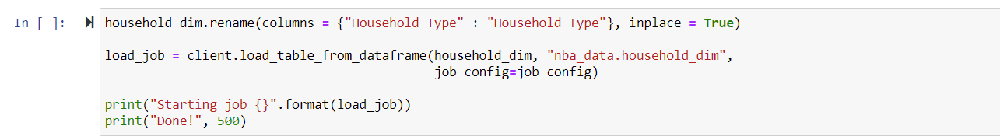 In [ ]: household_dim.rename(columns = {"Household Type" : "Household_Type"}, inplace = True)
load_job = client.load_table_from_dataframe(household_dim, "nba_data.household_dim",
job_config=job_config)
print("Starting job {}".format(load_job))
print("Done!", 500)